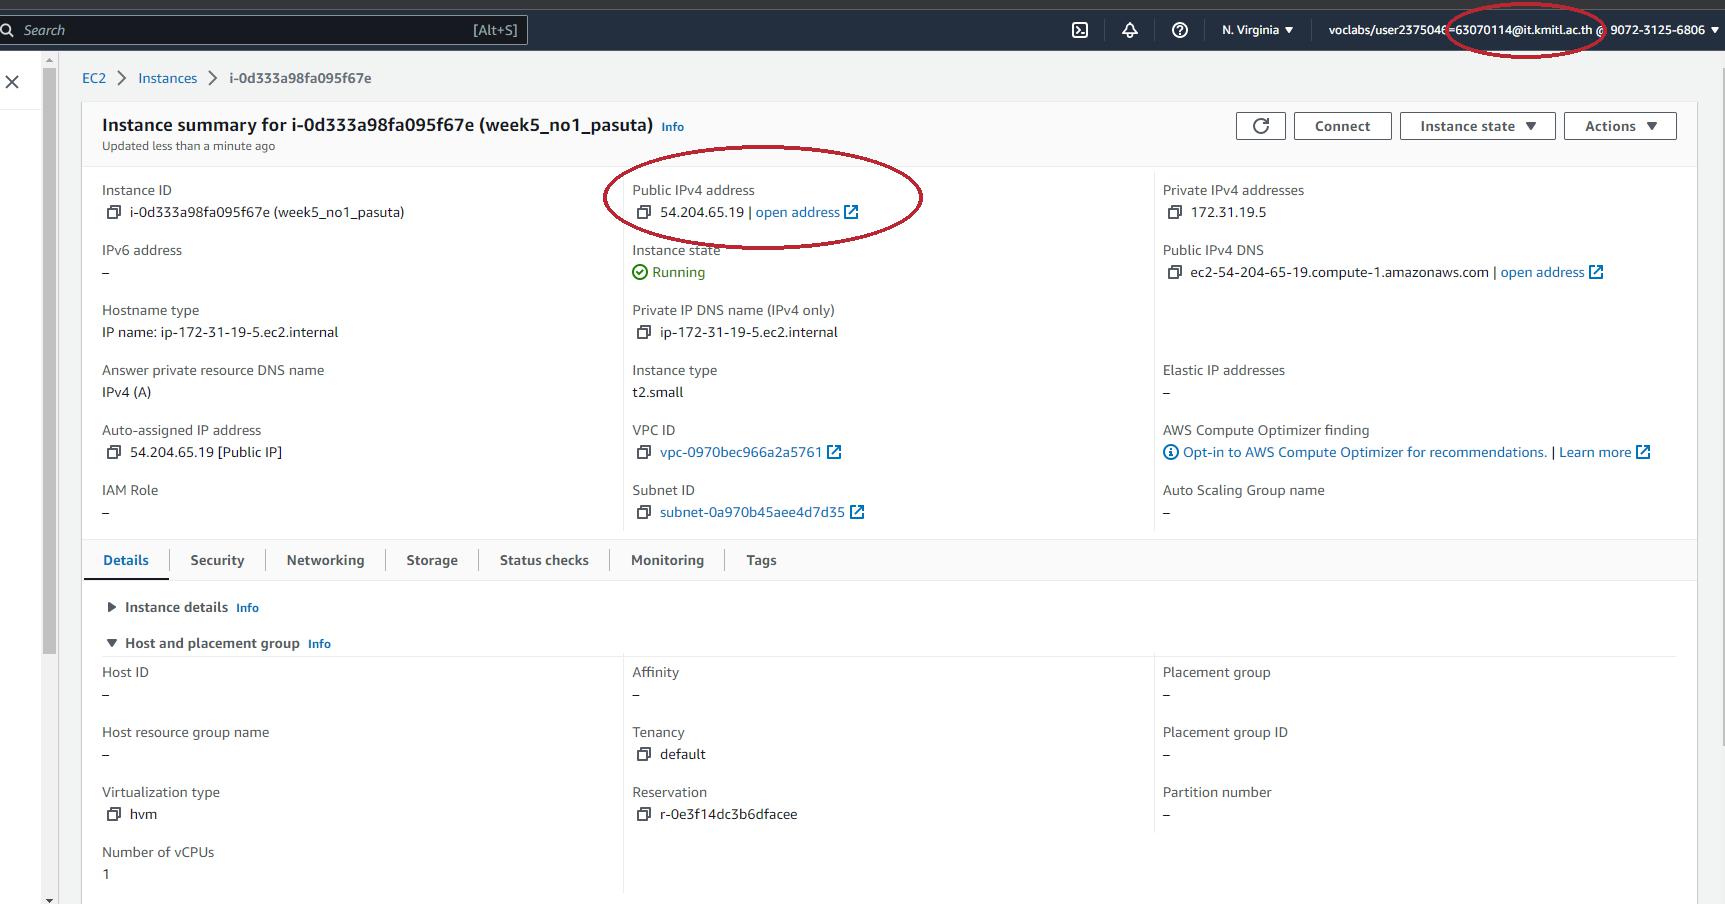 Search [Alt+S] N. Virginia voclabs/user2375046=63070114@it.kmitl.ac.th @ 9072-3125-6806
EC2 Instances i-0d333a98fa095f67e
Instance summary for i-0d333a98fa095f67e (week5_no1_pasuta) Info
Updated less than a minute ago
Connect Instance state Actions
Instance ID
i-0d333a98fa095f67e (week5_no1_pasuta)
Public IPv4 address
54.204.65.19 | open address
Private IPv4 addresses
172.31.19.5
IPv6 address
–
Instance state
Running
Public IPv4 DNS
ec2-54-204-65-19.compute-1.amazonaws.com | open address
Hostname type
IP name: ip-172-31-19-5.ec2.internal
Private IP DNS name (IPv4 only)
ip-172-31-19-5.ec2.internal
Answer private resource DNS name
IPv4 (A)
Instance type
t2.small
Elastic IP addresses
–
Auto-assigned IP address
54.204.65.19 [Public IP]
VPC ID
vpc-0970bec966a2a5761
AWS Compute Optimizer finding
Opt-in to AWS Compute Optimizer for recommendations. | Learn more
IAM Role
–
Subnet ID
subnet-0a970b45aee4d7d35
Auto Scaling Group name
–
Details Security Networking Storage Status checks Monitoring Tags
Instance details Info
Host and placement group Info
Host ID
–
Affinity
–
Placement group
–
Host resource group name
–
Tenancy
default
Placement group ID
–
Virtualization type
hvm
Reservation
r-0e3f14dc3b6dfacee
Partition number
–
Number of vCPUs
1